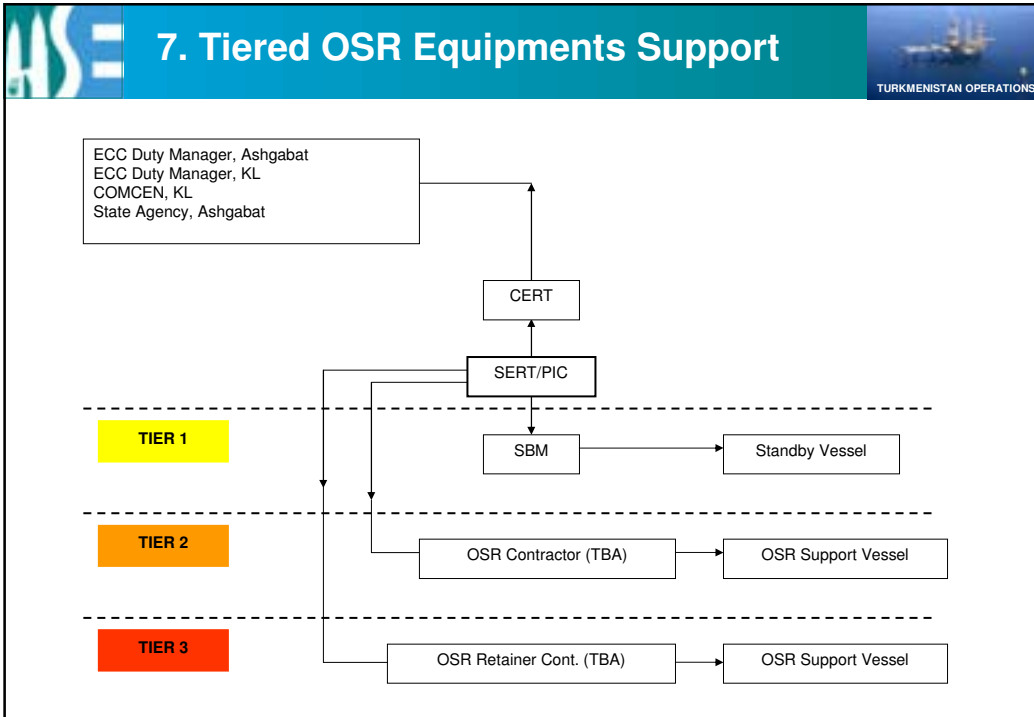 HSE
7. Tiered OSR Equipments Support
TURKMENISTAN OPERATIONS
ECC Duty Manager, Ashgabat
ECC Duty Manager, KL
COMCEN, KL
State Agency, Ashgabat
CERT
SERT/PIC
TIER 1
SBM
Standby Vessel
TIER 2
OSR Contractor (TBA)
OSR Support Vessel
TIER 3
OSR Retainer Cont. (TBA)
OSR Support Vessel